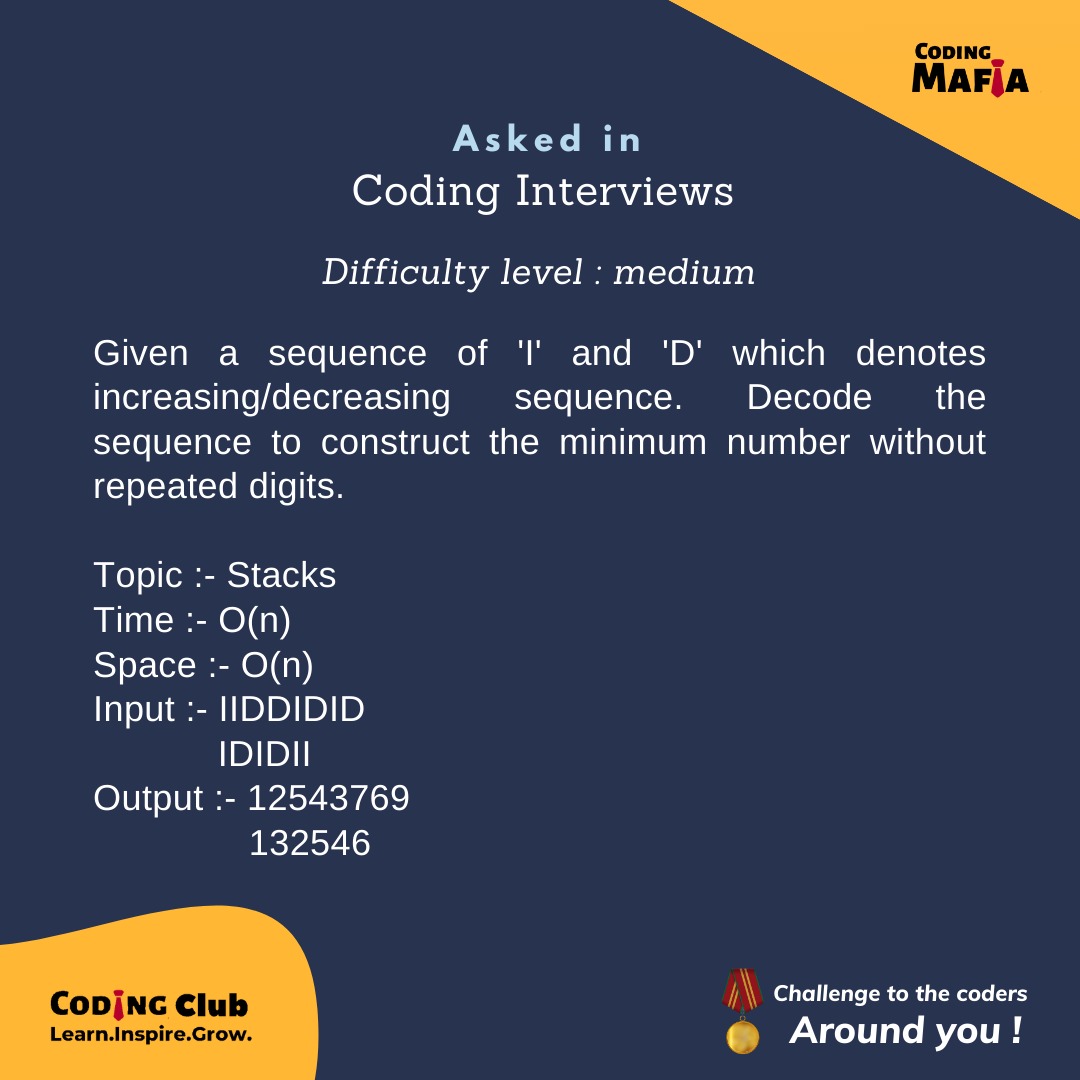 CODING
MAFIA
Asked in
Coding Interviews
Difficulty level : medium
Given a sequence of 'I' and 'D' which denotes
increasing/decreasing sequence. Decode the
sequence to construct the minimum number without
repeated digits.
Topic :- Stacks
Time :- O(n)
Space :- O(n)
Input :- IIDDIDID
IDIDII
Output :- 12543769
132546
CODING Club
Learn.Inspire.Grow.
Challenge to the coders
Around you !